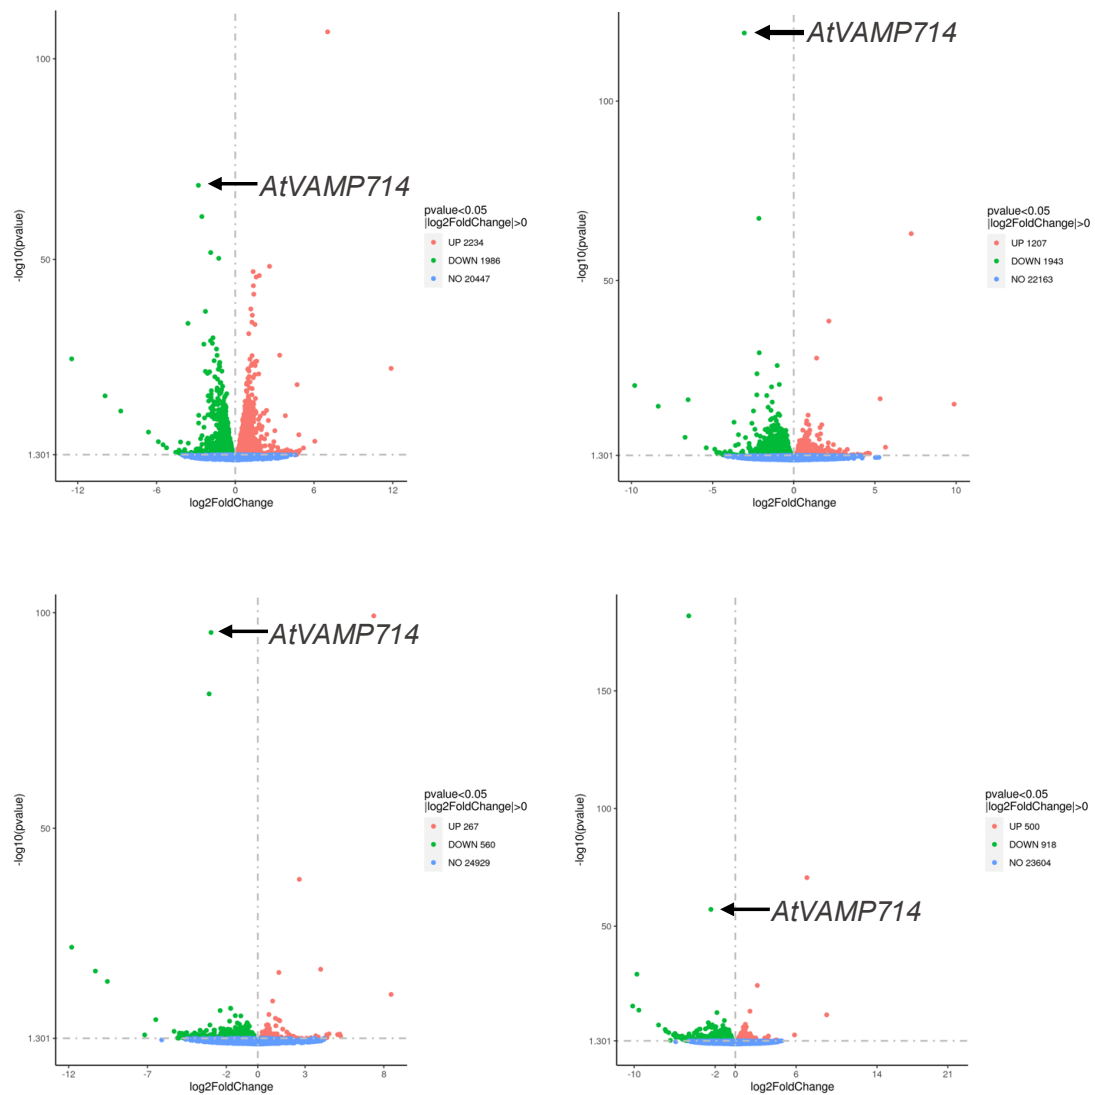 100
AtVAMP714
50
1.301
-log10(pvalue)
-12
-6
0
6
12
log2FoldChange
pvalue<0.05
|log2FoldChange|>0
UP 2234
DOWN 1986
NO 20447
AtVAMP714
100
50
1.301
-log10(pvalue)
-10
-5
0
5
10
log2FoldChange
pvalue<0.05
|log2FoldChange|>0
UP 1207
DOWN 1943
NO 22163
100
AtVAMP714
50
1.301
-log10(pvalue)
-12
-7
-2
0
3
8
log2FoldChange
pvalue<0.05
|log2FoldChange|>0
UP 267
DOWN 560
NO 24929
150
100
AtVAMP714
50
1.301
-log10(pvalue)
-10
-2
0
6
14
21
log2FoldChange
pvalue<0.05
|log2FoldChange|>0
UP 500
DOWN 918
NO 23604